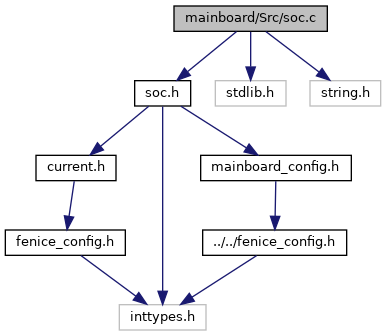 mainboard/Src/soc.c
soc.h
stdlib.h
string.h
current.h
mainboard_config.h
fenice_config.h
../../fenice_config.h
inttypes.h